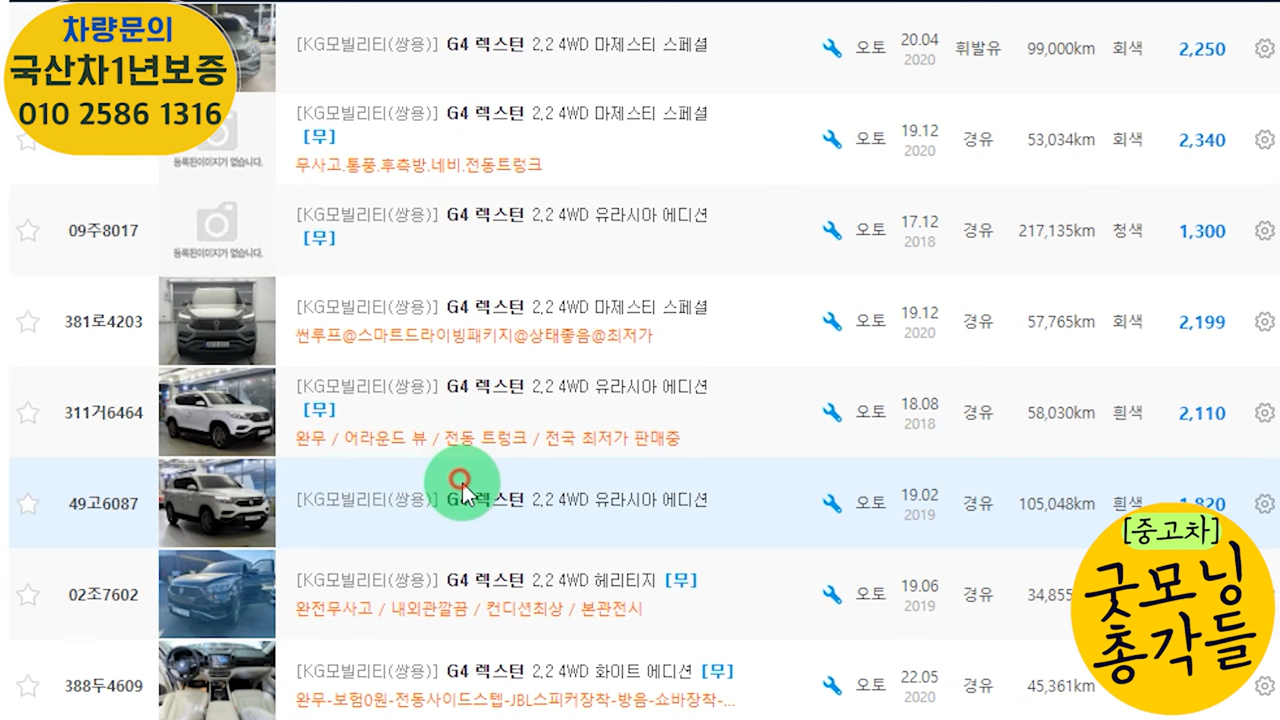 차량문의
국산차1년보증
010 2586 1316
[KG모빌리티(쌍용)] G4 렉스턴 2.2 4WD 마제스티 스페셜
오토 20.04 2020 휘발유 99,000km 회색 2,250
등록된이미지가 없습니다.
[KG모빌리티(쌍용)] G4 렉스턴 2.2 4WD 마제스티 스페셜
[무]
무사고.통풍.후측방.네비.전동트렁크
오토 19.12 2020 경유 53,034km 회색 2,340
09주8017
등록된이미지가 없습니다.
[KG모빌리티(쌍용)] G4 렉스턴 2.2 4WD 유라시아 에디션
[무]
오토 17.12 2018 경유 217,135km 청색 1,300
381로4203
[KG모빌리티(쌍용)] G4 렉스턴 2.2 4WD 마제스티 스페셜
썬루프@스마트드라이빙패키지@상태좋음@최저가
오토 19.12 2020 경유 57,765km 회색 2,199
311거6464
[KG모빌리티(쌍용)] G4 렉스턴 2.2 4WD 유라시아 에디션
[무]
완무 / 어라운드 뷰 / 전동 트렁크 / 전국 최저가 판매중
오토 18.08 2018 경유 58,030km 흰색 2,110
49고6087
[KG모빌리티(쌍용)] G4 렉스턴 2.2 4WD 유라시아 에디션
오토 19.02 2019 경유 105,048km 흰색 1,820
02조7602
[KG모빌리티(쌍용)] G4 렉스턴 2.2 4WD 헤리티지 [무]
완전무사고 / 내외관깔끔 / 컨디션최상 / 본관전시
오토 19.06 2019 경유 34,855
388두4609
[KG모빌리티(쌍용)] G4 렉스턴 2.2 4WD 화이트 에디션 [무]
완무-보험0원-전동사이드스텝-JBL스피커장착-방음-쇼바장착-...
오토 22.05 2020 경유 45,361km
[중고차]
굿모닝
총각들